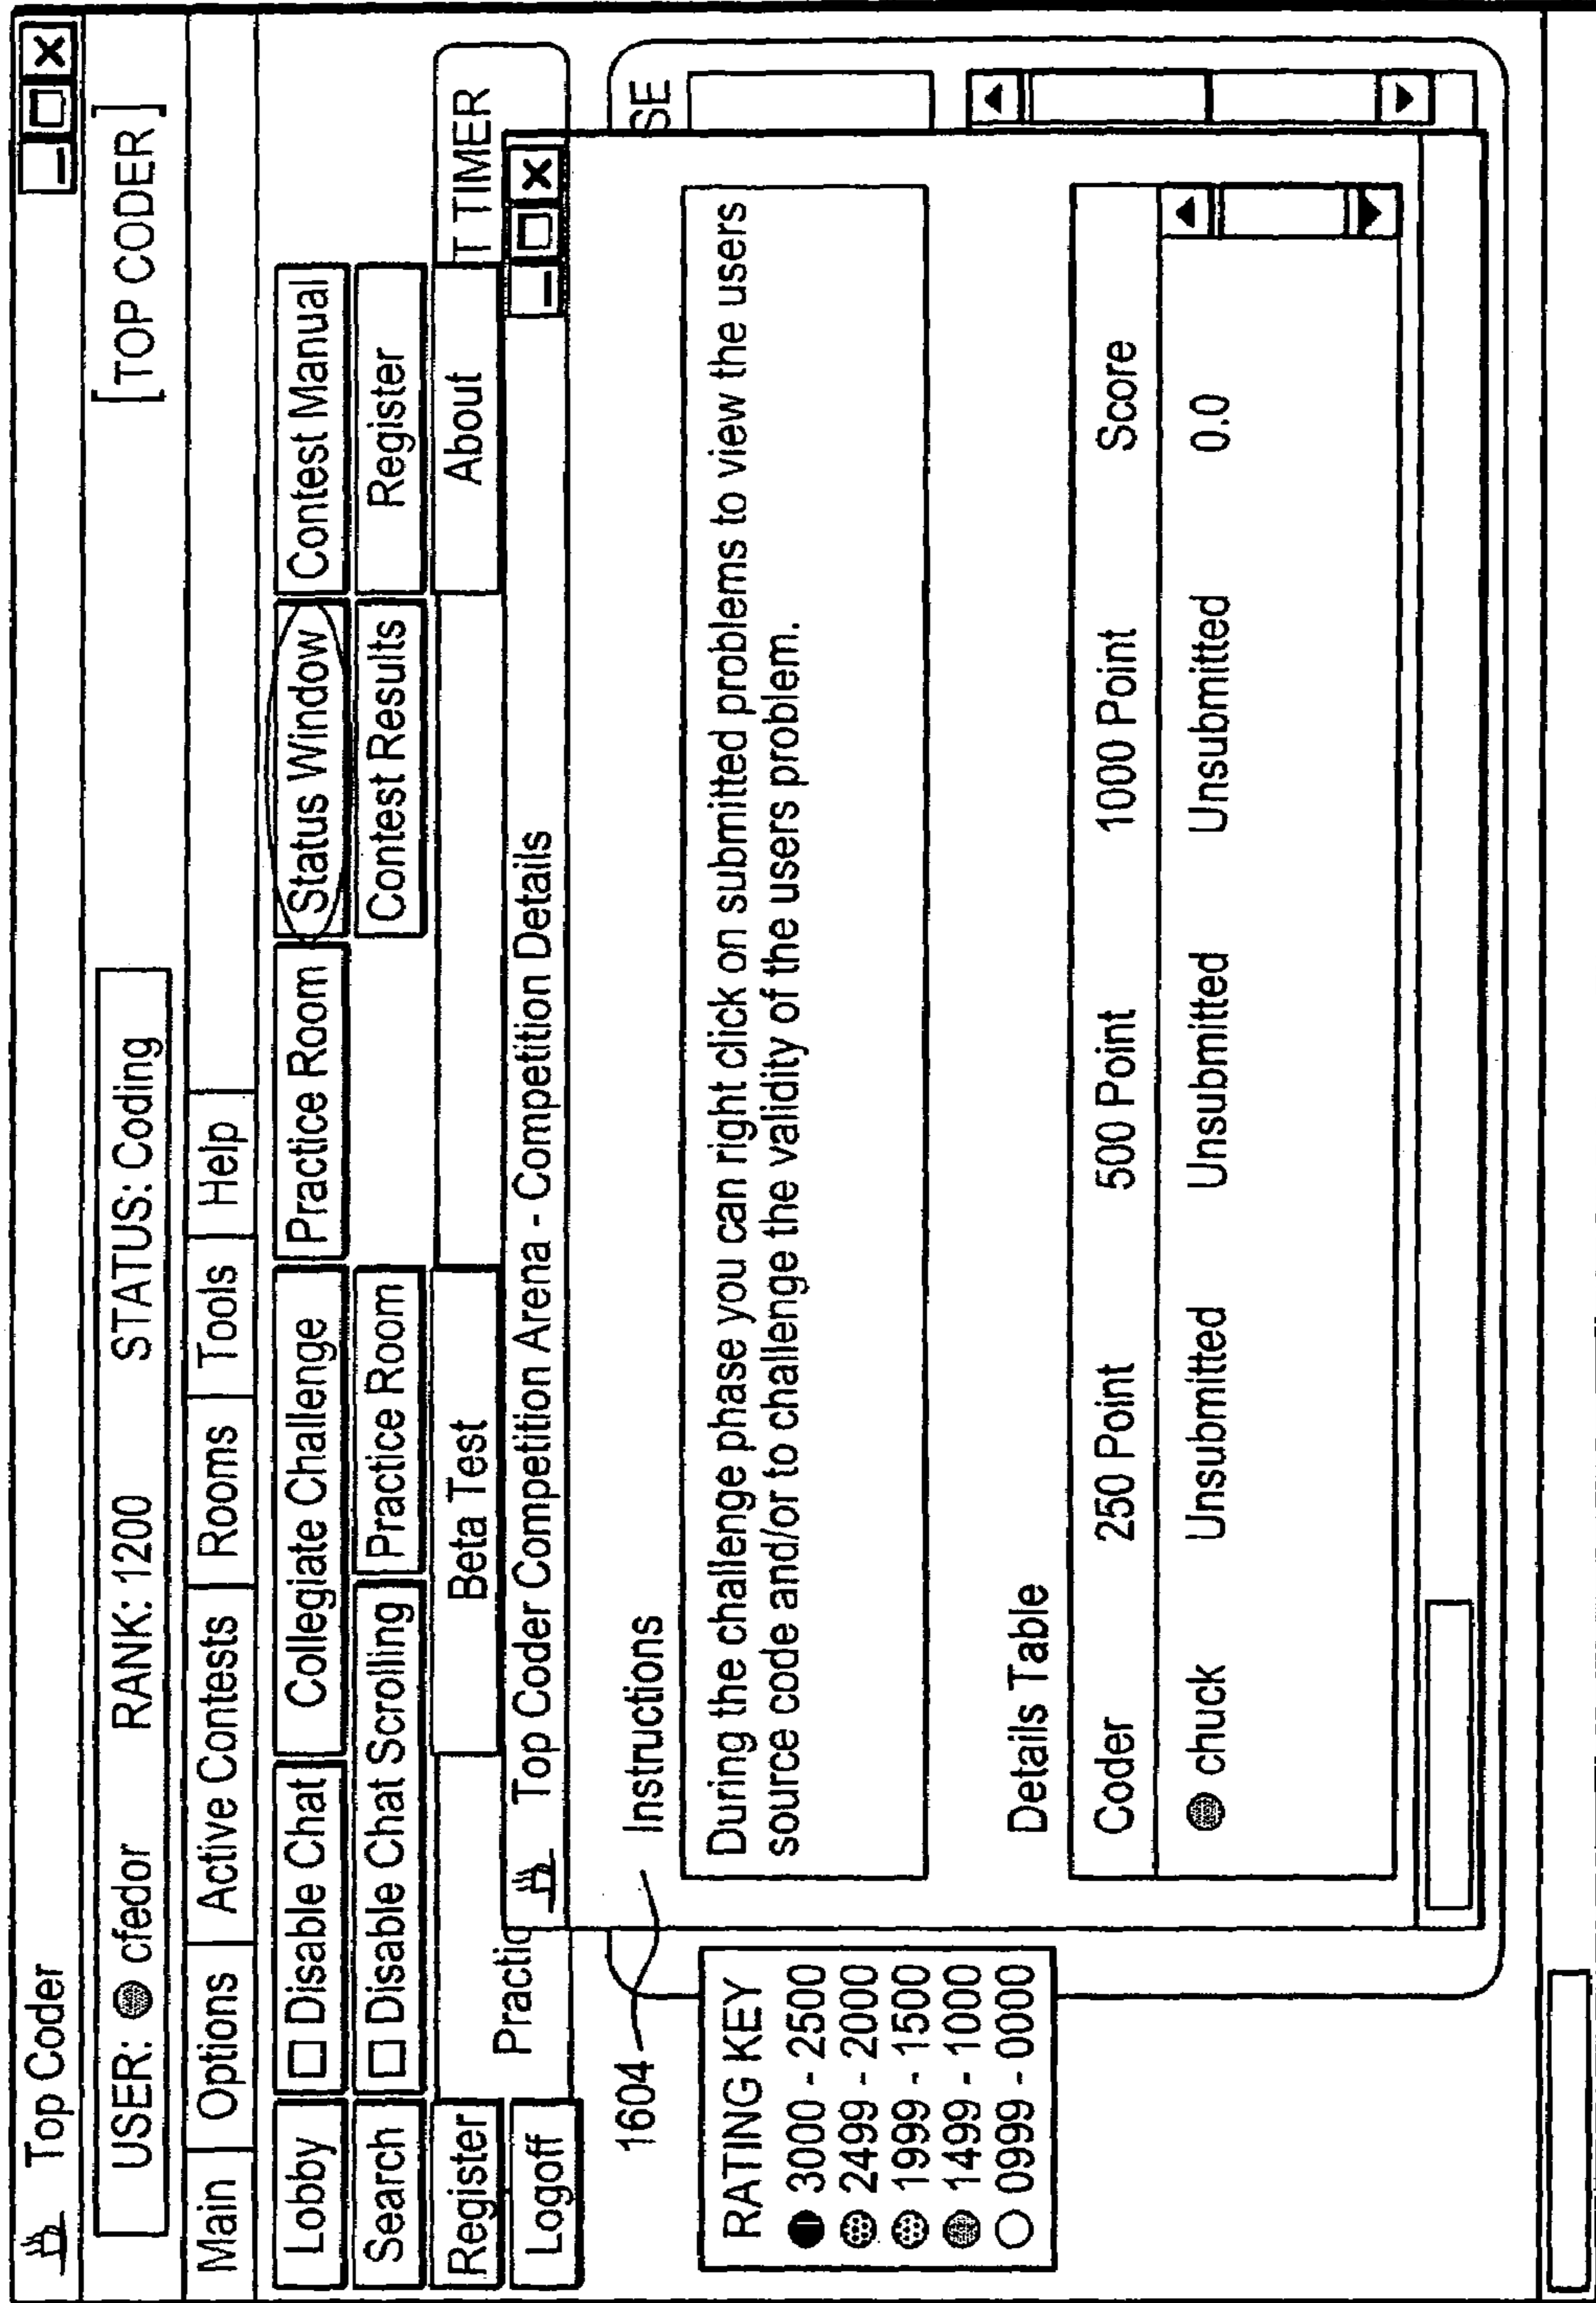 Top Coder
USER: cfedor RANK: 1200 STATUS: Coding [TOP CODER]
Main Options Active Contests Rooms Tools Help
Lobby Disable Chat Collegiate Challenge Practice Room Status Window Contest Manual
Search Disable Chat Scrolling Practice Room Contest Results Register
Register Beta Test About T TIMER
Logoff Practic
Top Coder Competition Arena - Competition Details
1604
Instructions
SE
During the challenge phase you can right click on submitted problems to view the users
source code and/or to challenge the validity of the users problem.
RATING KEY
3000 - 2500
2499 - 2000
1999 - 1500
1499 - 1000
0999 - 0000
Details Table
Coder 250 Point 500 Point 1000 Point Score
chuck Unsubmitted Unsubmitted Unsubmitted 0.0